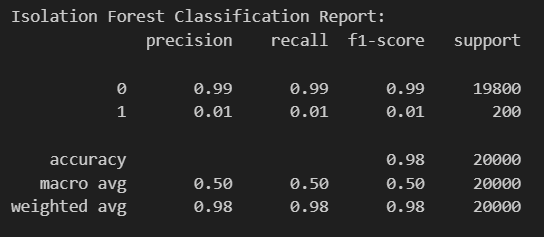 Isolation Forest Classification Report:
precision recall f1-score support
0 0.99 0.99 0.99 19800
1 0.01 0.01 0.01 200
accuracy 0.98 20000
macro avg 0.50 0.50 0.50 20000
weighted avg 0.98 0.98 0.98 20000